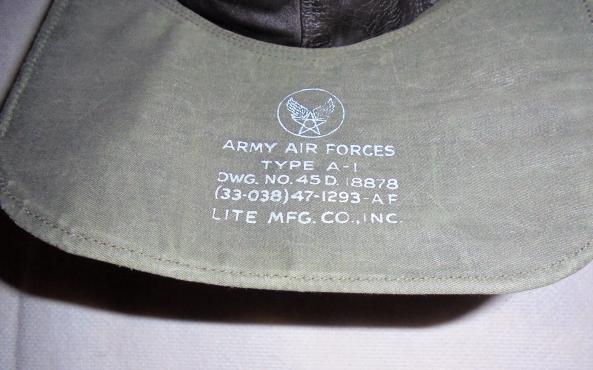 ARMY AIR FORCES
TYPE A-1
DWG. NO. 45 D. 18878
(33-038) 47-1293-AF
LITE MFG. CO., INC.